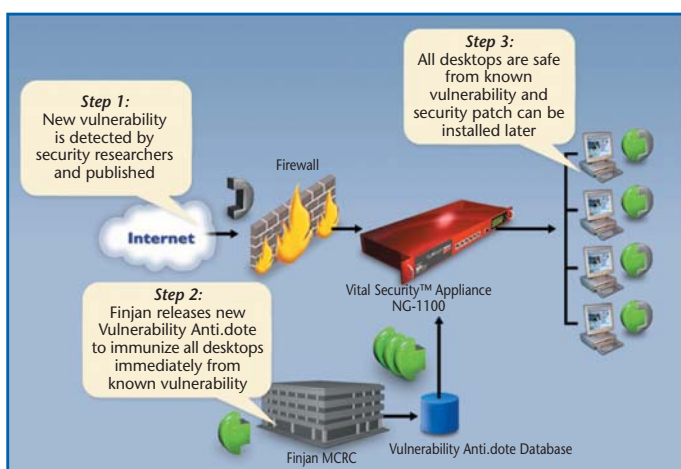 Step 1:
New vulnerability
is detected by
security researchers
and published
Step 3:
All desktops are safe
from known
vulnerability and
security patch can be
installed later
Firewall
Internet
Vital Security™ Appliance
NG-1100
Step 2:
Finjan releases new
Vulnerability Anti.dote
to immunize all desktops
immediately from
known vulnerability
Finjan MCRC
Vulnerability Anti.dote Database